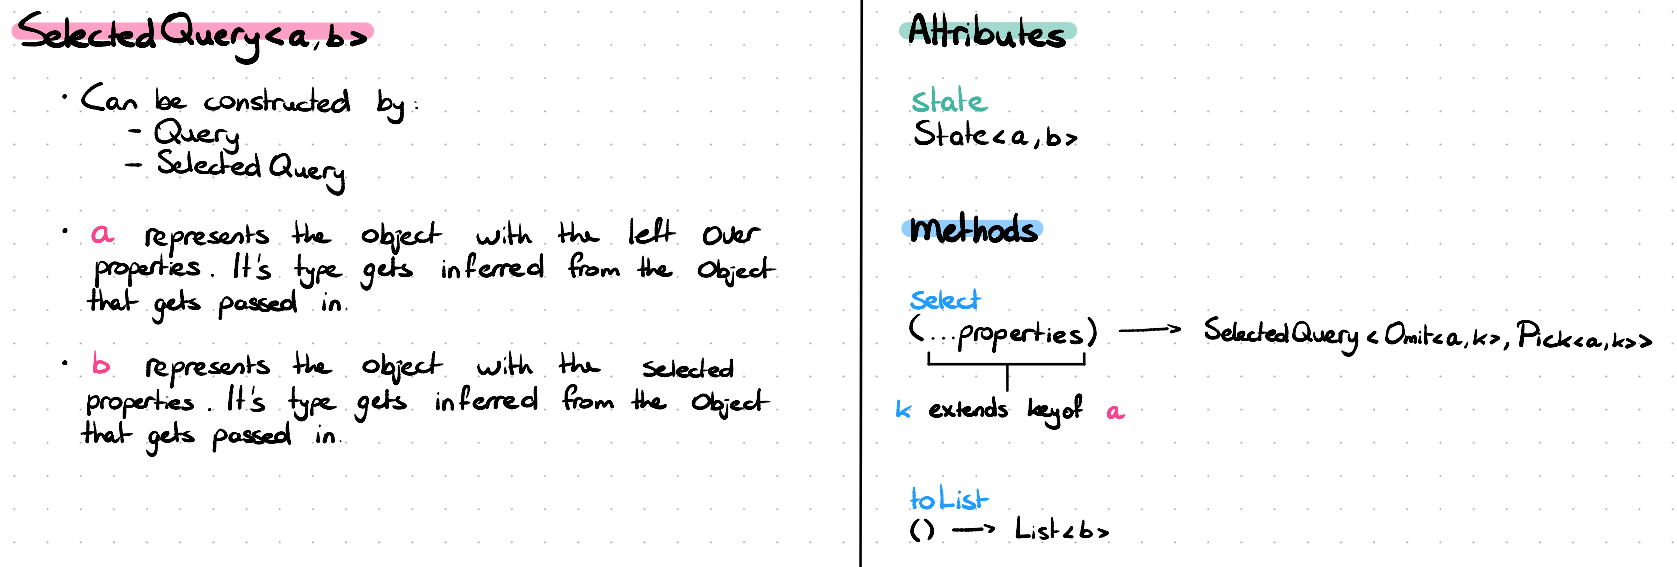 SelectedQuery<a,b>
· Can be constructed by:
- Query
- SelectedQuery
· a represents the object with the left over
properties. It's type gets inferred from the Object
that gets passed in.
· b represents the object with the selected
properties. It's type gets inferred from the Object
that gets passed in.
Attributes
state
State<a,b>
methods
select
(...properties) → SelectedQuery<Omit<a,k>, Pick<a,k>>
k extends keyof a
toList
() → List<b>